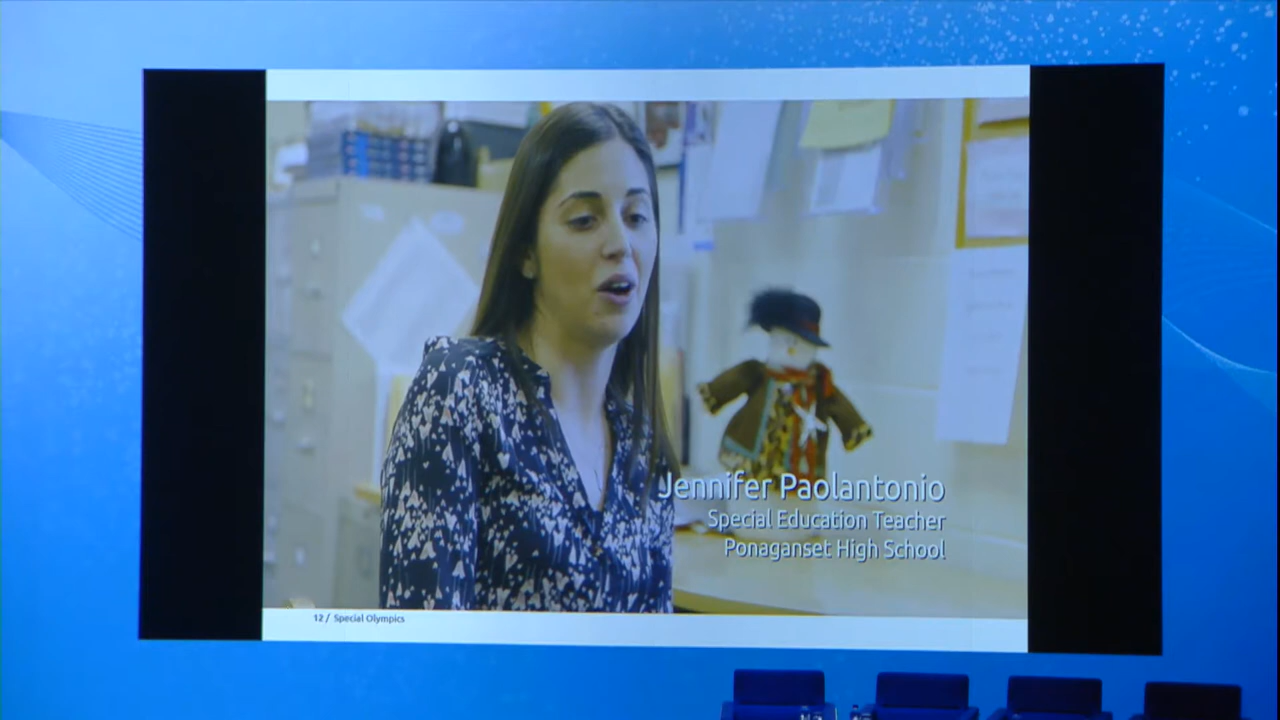 Jennifer Paolantonio
Special Education Teacher
Ponaganset High School
12 / Special Olympics